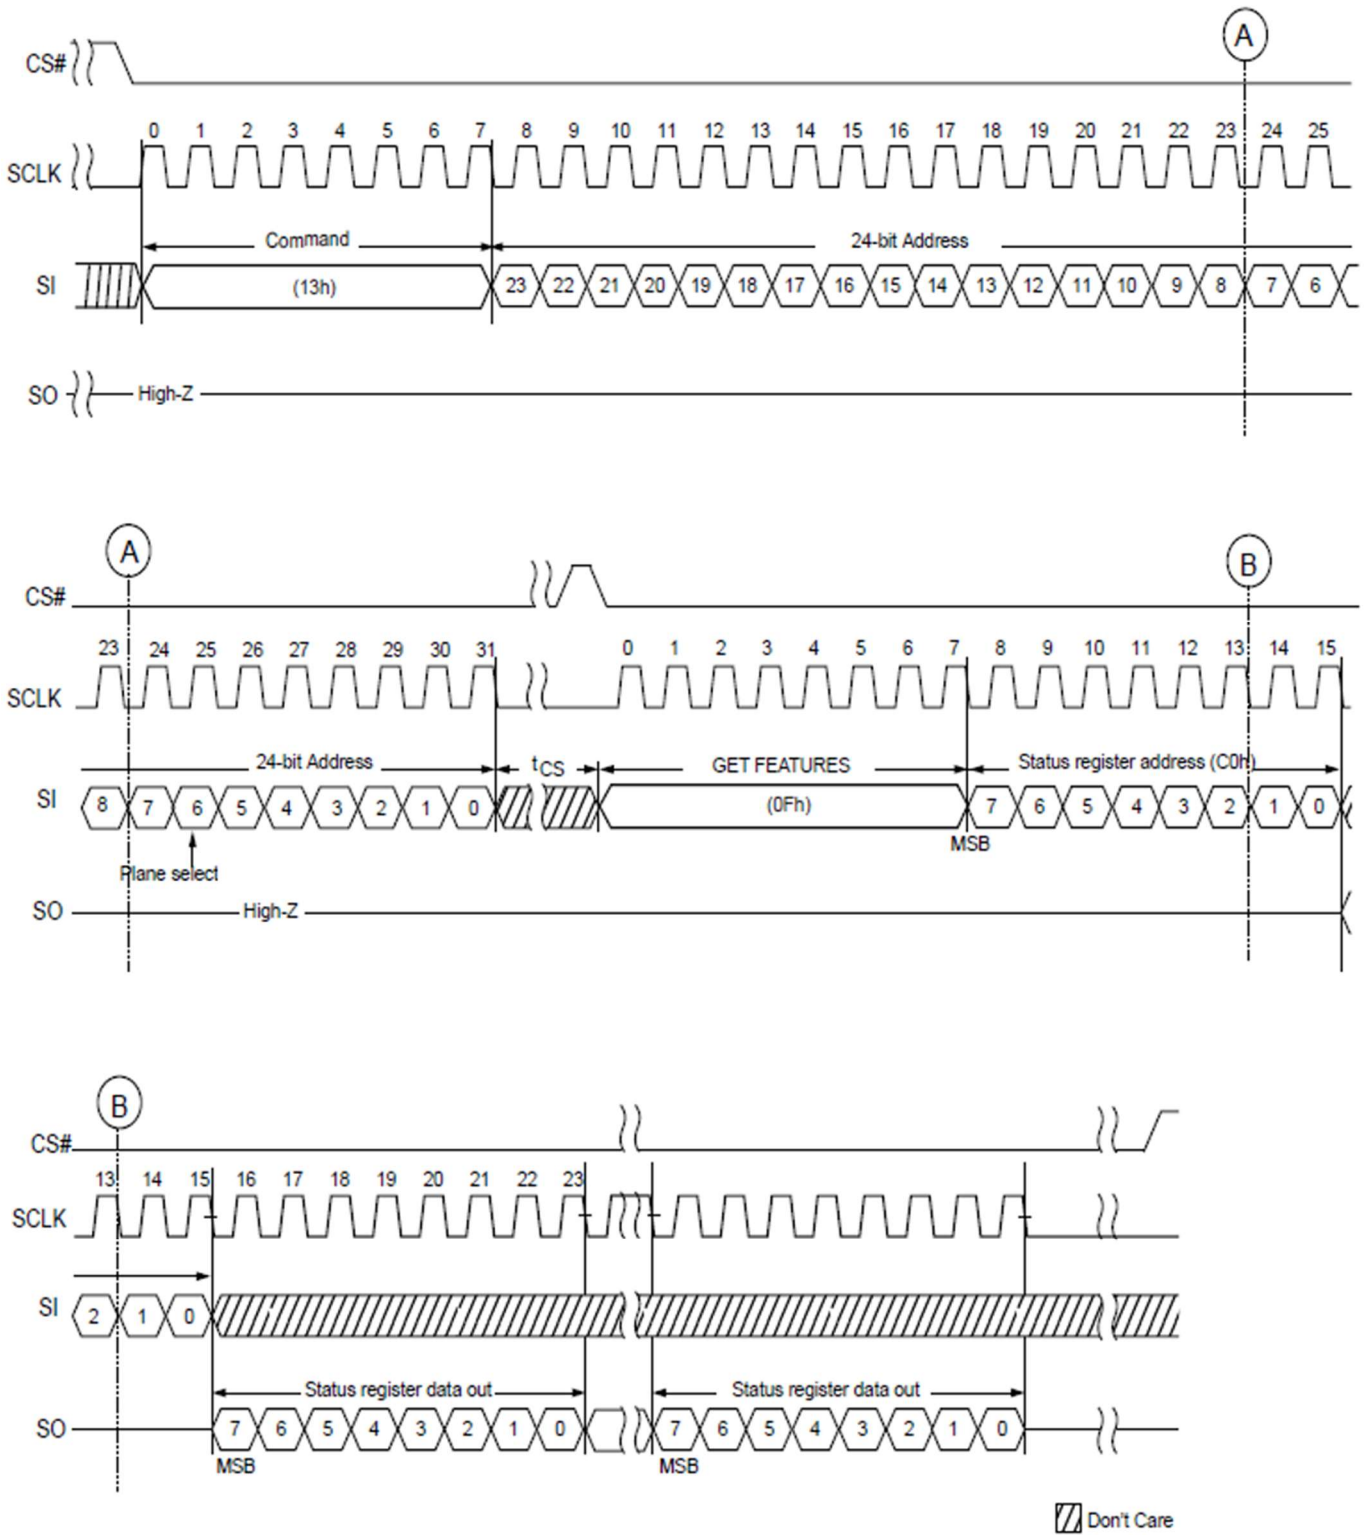 A
CS#
0 1 2 3 4 5 6 7 8 9 10 11 12 13 14 15 16 17 18 19 20 21 22 23 24 25
SCLK
Command 24-bit Address
SI (13h) 23 22 21 20 19 18 17 16 15 14 13 12 11 10 9 8 7 6
SO High-Z
A B
CS#
23 24 25 26 27 28 29 30 31 0 1 2 3 4 5 6 7 8 9 10 11 12 13 14 15
SCLK
24-bit Address tCS GET FEATURES Status register address (C0h)
SI 8 7 6 5 4 3 2 1 0 (0Fh) 7 6 5 4 3 2 1 0
MSB
Plane select
SO High-Z
B
CS#
13 14 15 16 17 18 19 20 21 22 23
SCLK
SI 2 1 0
Status register data out Status register data out
SO 7 6 5 4 3 2 1 0 7 6 5 4 3 2 1 0
MSB MSB
Don't Care